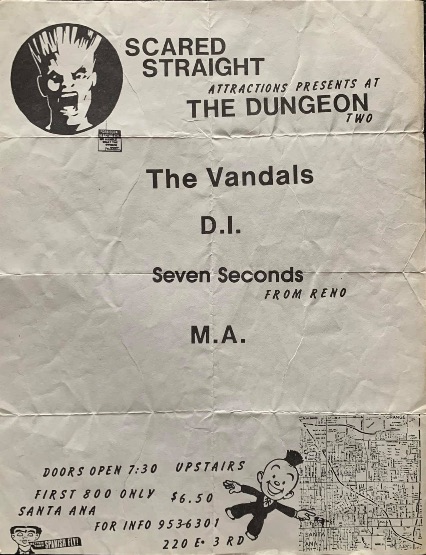 SCARED
STRAIGHT
ATTRACTIONS PRESENTS AT
THE DUNGEON
TWO
The Vandals
D.I.
Seven Seconds
FROM RENO
M.A.
DOORS OPEN 7:30 UPSTAIRS
FIRST 800 ONLY $6.50
SANTA ANA
FOR INFO 953-6301
220 E. 3 RD
SPANISH FLY!